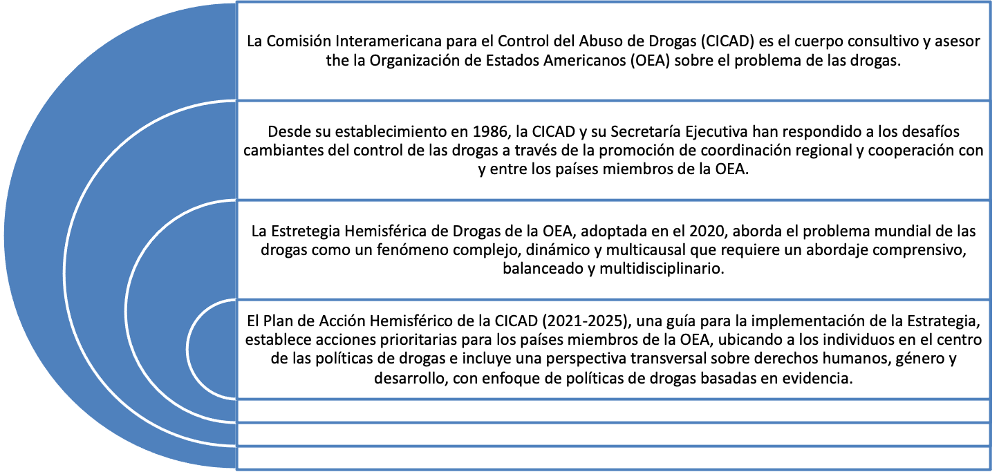 La Comisión Interamericana para el Control del Abuso de Drogas (CICAD) es el cuerpo consultivo y asesor
the la Organización de Estados Americanos (OEA) sobre el problema de las drogas.
Desde su establecimiento en 1986, la CICAD y su Secretaría Ejecutiva han respondido a los desafíos
cambiantes del control de las drogas a través de la promoción de coordinación regional y cooperación con
y entre los países miembros de la OEA.
La Estretegia Hemisférica de Drogas de la OEA, adoptada en el 2020, aborda el problema mundial de las
drogas como un fenómeno complejo, dinámico y multicausal que requiere un abordaje comprensivo,
balanceado y multidisciplinario.
El Plan de Acción Hemisférico de la CICAD (2021-2025), una guía para la implementación de la Estrategia,
establece acciones prioritarias para los países miembros de la OEA, ubicando a los individuos en el centro
de las políticas de drogas e incluye una perspectiva transversal sobre derechos humanos, género y
desarrollo, con enfoque de políticas de drogas basadas en evidencia.